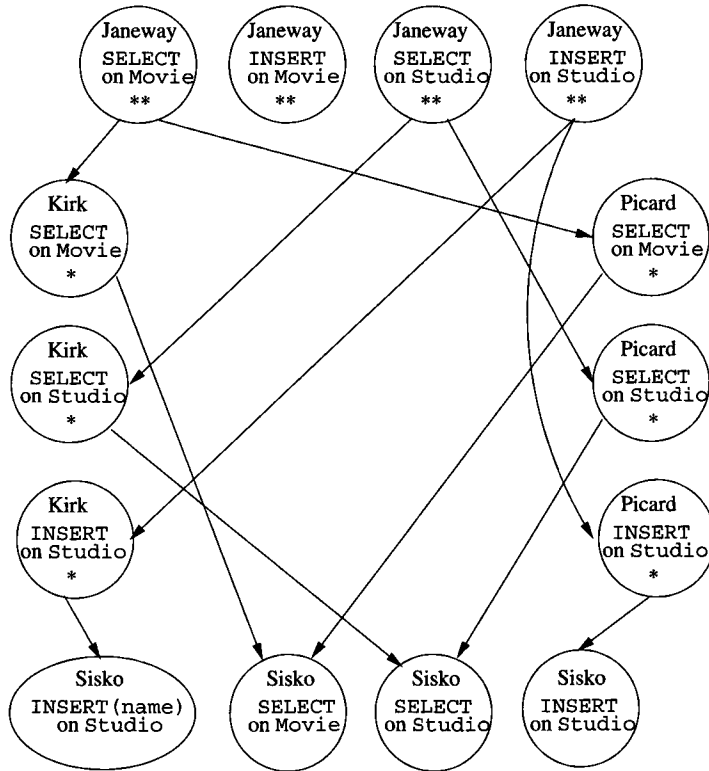 Janeway
SELECT
on Movie
**
Janeway
INSERT
on Movie
**
Janeway
SELECT
on Studio
**
Janeway
INSERT
on Studio
**
Kirk
SELECT
on Movie
*
Picard
SELECT
on Movie
*
Kirk
SELECT
on Studio
*
Picard
SELECT
on Studio
*
Kirk
INSERT
on Studio
*
Picard
INSERT
on Studio
*
Sisko
INSERT(name)
on Studio
Sisko
SELECT
on Movie
Sisko
SELECT
on Studio
Sisko
INSERT
on Studio